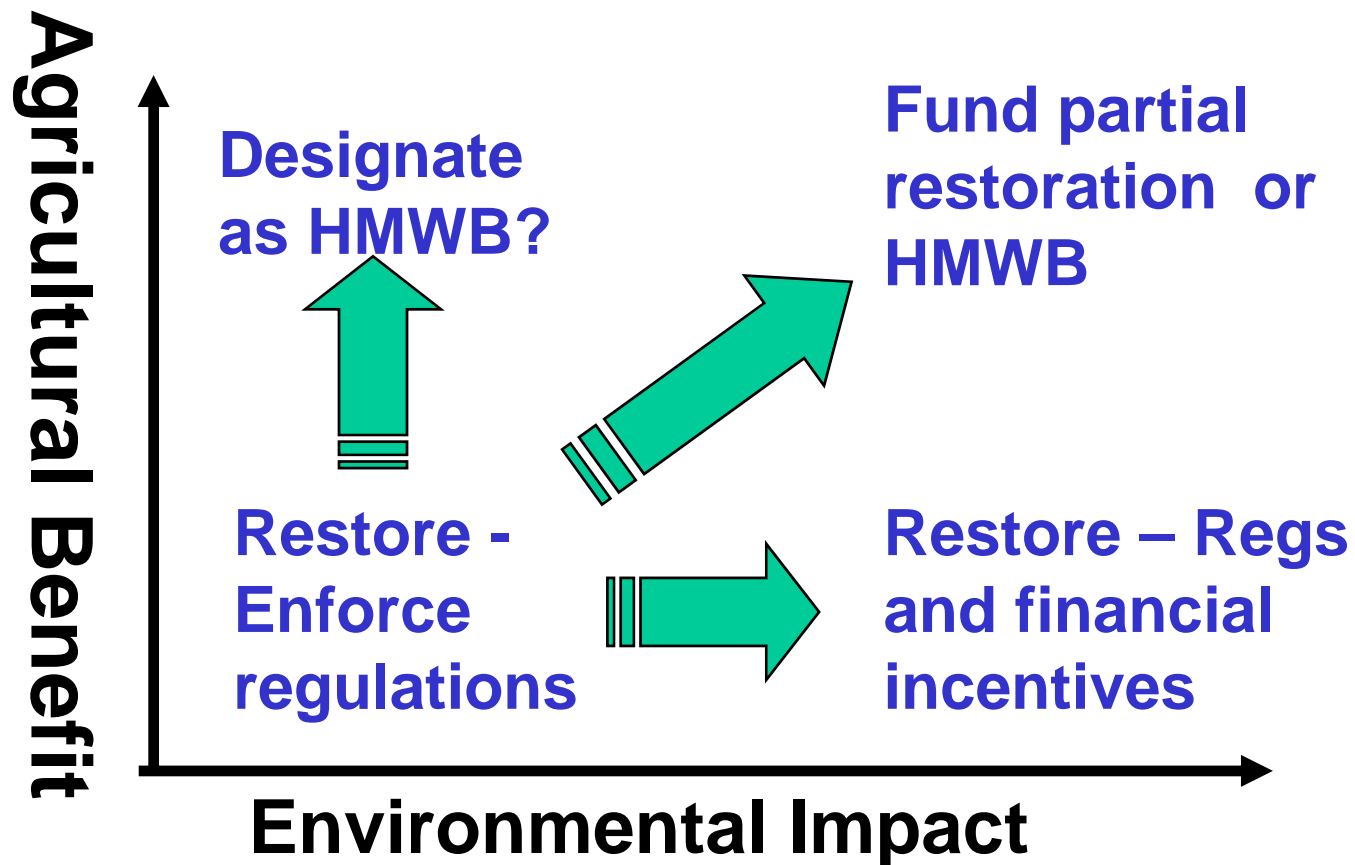 Agricultural Benefit
Designate
as HMWB?
Fund partial
restoration or
HMWB
Restore -
Enforce
regulations
Restore – Regs
and financial
incentives
Environmental Impact